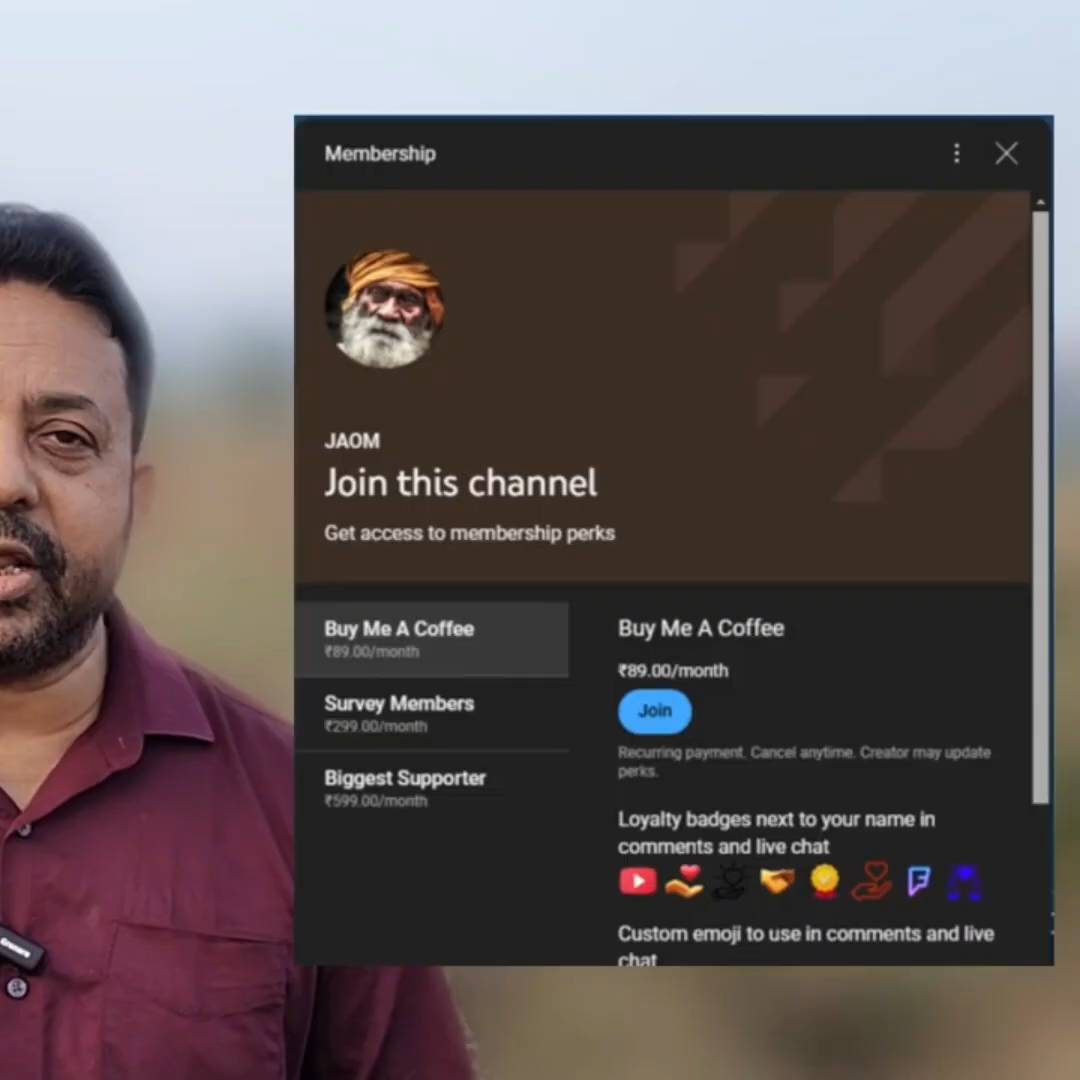 Membership
JAOM
Join this channel
Get access to membership perks
Buy Me A Coffee
₹89.00/month
Survey Members
₹299.00/month
Biggest Supporter
₹599.00/month
Buy Me A Coffee
₹89.00/month
Join
Recurring payment. Cancel anytime. Creator may update
perks.
Loyalty badges next to your name in
comments and live chat
Custom emoji to use in comments and live
chat